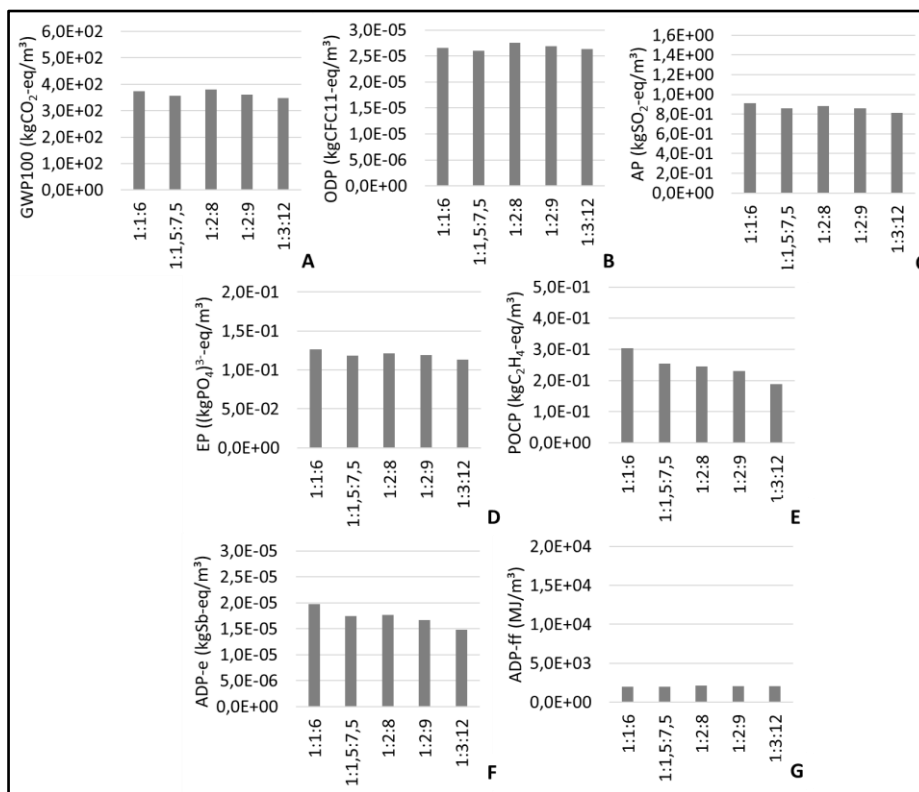 GWP100 (kgCO₂-eq/m³)
6,0E+02
5,0E+02
4,0E+02
3,0E+02
2,0E+02
1,0E+02
0,0E+00
1:1:6
1:1,5:7,5
1:2:8
1:2:9
1:3:12
A
ODP (kgCFC11-eq/m³)
3,0E-05
2,5E-05
2,0E-05
1,5E-05
1,0E-05
5,0E-06
0,0E+00
1:1:6
1:1,5:7,5
1:2:8
1:2:9
1:3:12
B
AP (kgSO₂-eq/m³)
1,6E+00
1,4E+00
1,2E+00
1,0E+00
8,0E-01
6,0E-01
4,0E-01
2,0E-01
0,0E+00
1:1:6
1:1,5:7,5
1:2:8
1:2:9
1:3:12
EP ((kgPO₄)³⁻-eq/m³)
2,0E-01
1,5E-01
1,0E-01
5,0E-02
0,0E+00
1:1:6
1:1,5:7,5
1:2:8
1:2:9
1:3:12
D
POCP (kgC₂H₄-eq/m³)
5,0E-01
4,0E-01
3,0E-01
2,0E-01
1,0E-01
0,0E+00
1:1:6
1:1,5:7,5
1:2:8
1:2:9
1:3:12
E
ADP-e (kgSb-eq/m³)
3,0E-05
2,5E-05
2,0E-05
1,5E-05
1,0E-05
5,0E-06
0,0E+00
1:1:6
1:1,5:7,5
1:2:8
1:2:9
1:3:12
F
ADP-ff (MJ/m³)
2,0E+04
1,5E+04
1,0E+04
5,0E+03
0,0E+00
1:1:6
1:1,5:7,5
1:2:8
1:2:9
1:3:12
G